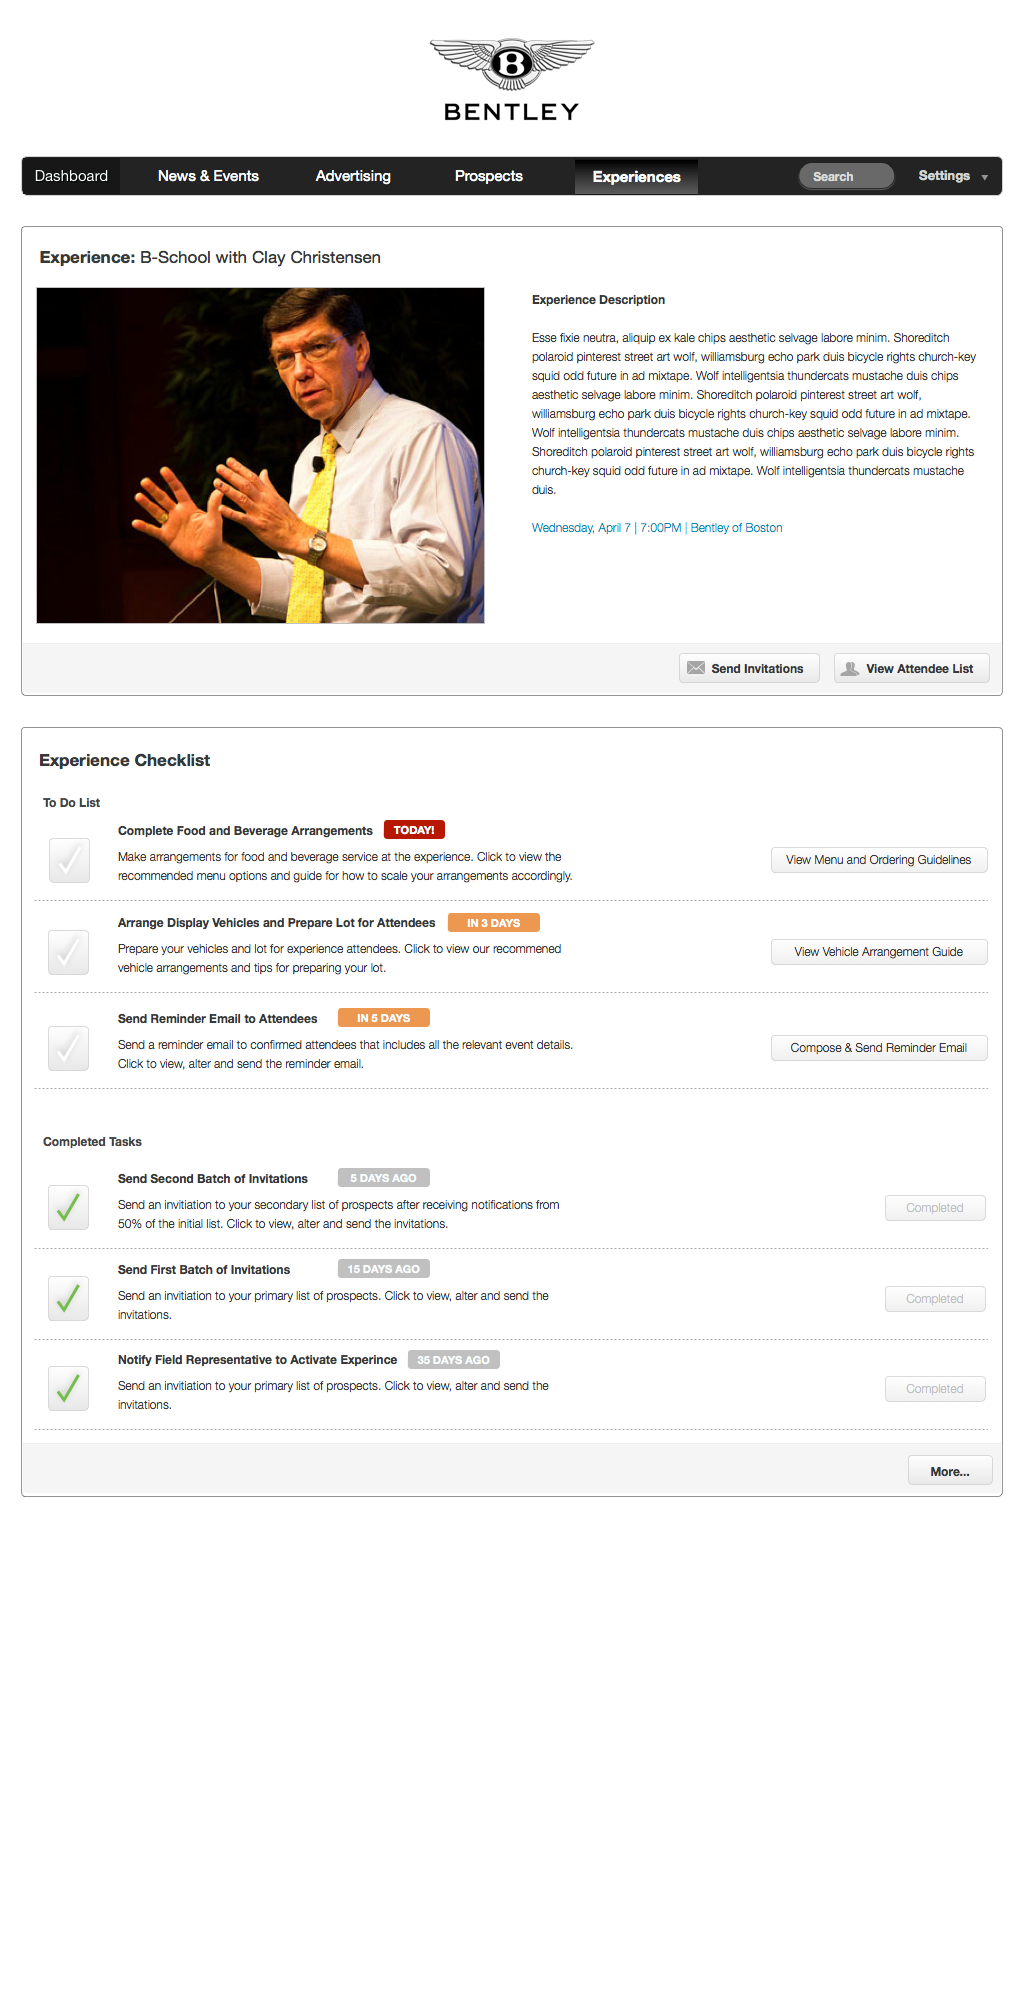 B
BENTLEY
Dashboard News & Events Advertising Prospects Experiences Search Settings
Experience: B-School with Clay Christensen
Experience Description
Esse fixie neutra, aliquip ex kale chips aesthetic selvage labore minim. Shoreditch
polaroid pinterest street art wolf, williamsburg echo park duis bicycle rights church-key
squid odd future in ad mixtape. Wolf intelligentsia thundercats mustache duis chips
aesthetic selvage labore minim. Shoreditch polaroid pinterest street art wolf,
williamsburg echo park duis bicycle rights church-key squid odd future in ad mixtape.
Wolf intelligentsia thundercats mustache duis chips aesthetic selvage labore minim.
Shoreditch polaroid pinterest street art wolf, williamsburg echo park duis bicycle rights
church-key squid odd future in ad mixtape. Wolf intelligentsia thundercats mustache
duis.
Wednesday, April 7 | 7:00PM | Bentley of Boston
Send Invitations View Attendee List
Experience Checklist
To Do List
Complete Food and Beverage Arrangements TODAY!
Make arrangements for food and beverage service at the experience. Click to view the
recommended menu options and guide for how to scale your arrangements accordingly.
View Menu and Ordering Guidelines
Arrange Display Vehicles and Prepare Lot for Attendees IN 3 DAYS
Prepare your vehicles and lot for experience attendees. Click to view our recommened
vehicle arrangements and tips for preparing your lot.
View Vehicle Arrangement Guide
Send Reminder Email to Attendees IN 5 DAYS
Send a reminder email to confirmed attendees that includes all the relevant event details.
Click to view, alter and send the reminder email.
Compose & Send Reminder Email
Completed Tasks
Send Second Batch of Invitations 5 DAYS AGO
Send an invitiation to your secondary list of prospects after receiving notifications from
50% of the initial list. Click to view, alter and send the invitations.
Completed
Send First Batch of Invitations 15 DAYS AGO
Send an invitiation to your primary list of prospects. Click to view, alter and send the
invitations.
Completed
Notify Field Representative to Activate Experince 35 DAYS AGO
Send an invitiation to your primary list of prospects. Click to view, alter and send the
invitations.
Completed
More...